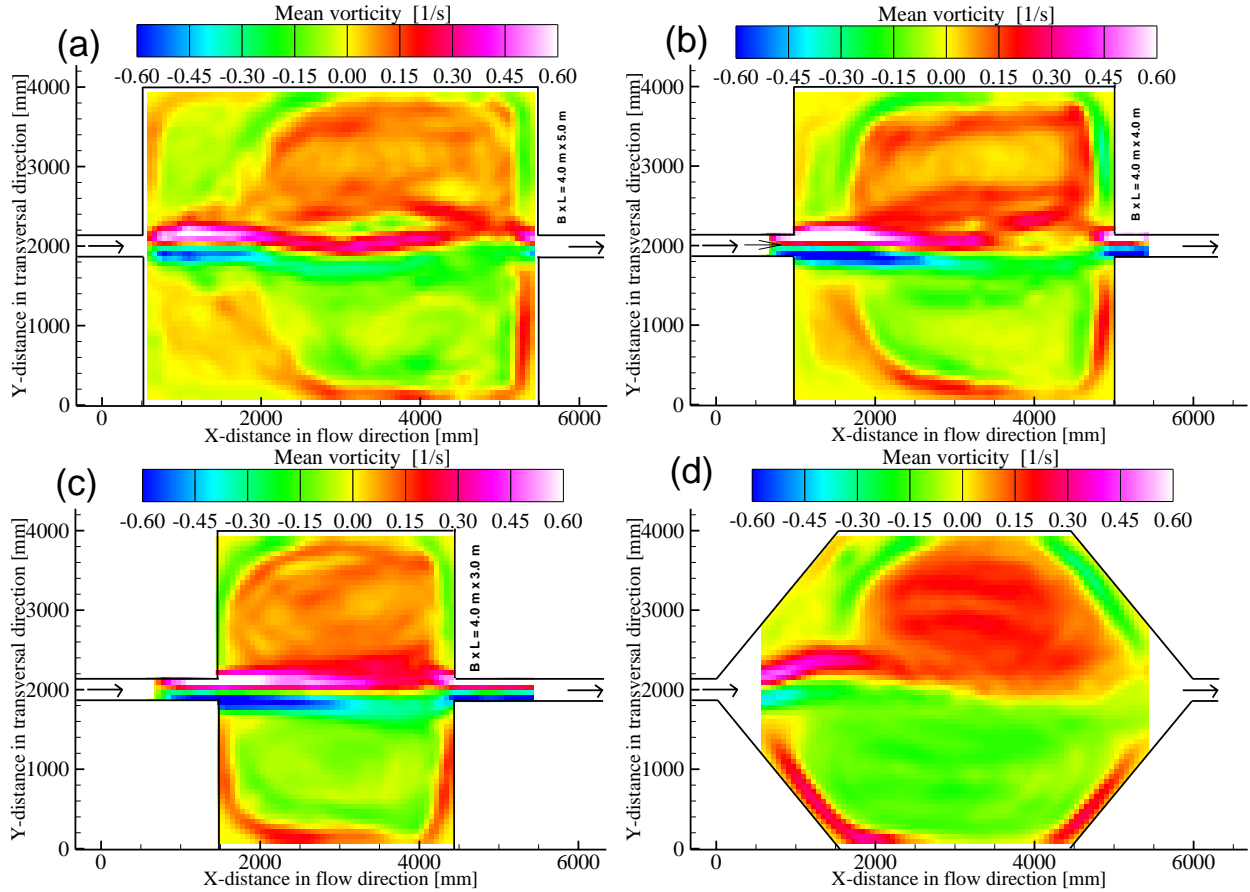 (a)
Mean vorticity [1/s]
-0.60 -0.45 -0.30 -0.15 0.00 0.15 0.30 0.45 0.60
Y-distance in transversal direction [mm]
4000
3000
2000
1000
0
B x L = 4.0 m x 5.0 m
0 2000 4000 6000
X-distance in flow direction [mm]
(b)
Mean vorticity [1/s]
-0.60 -0.45 -0.30 -0.15 0.00 0.15 0.30 0.45 0.60
Y-distance in transversal direction [mm]
4000
3000
2000
1000
0
B x L = 4.0 m x 4.0 m
0 2000 4000 6000
X-distance in flow direction [mm]
(c)
Mean vorticity [1/s]
-0.60 -0.45 -0.30 -0.15 0.00 0.15 0.30 0.45 0.60
Y-distance in transversal direction [mm]
4000
3000
2000
1000
0
B x L = 4.0 m x 3.0 m
0 2000 4000 6000
X-distance in flow direction [mm]
(d)
Mean vorticity [1/s]
-0.60 -0.45 -0.30 -0.15 0.00 0.15 0.30 0.45 0.60
Y-distance in transversal direction [mm]
4000
3000
2000
1000
0
0 2000 4000 6000
X-distance in flow direction [mm]